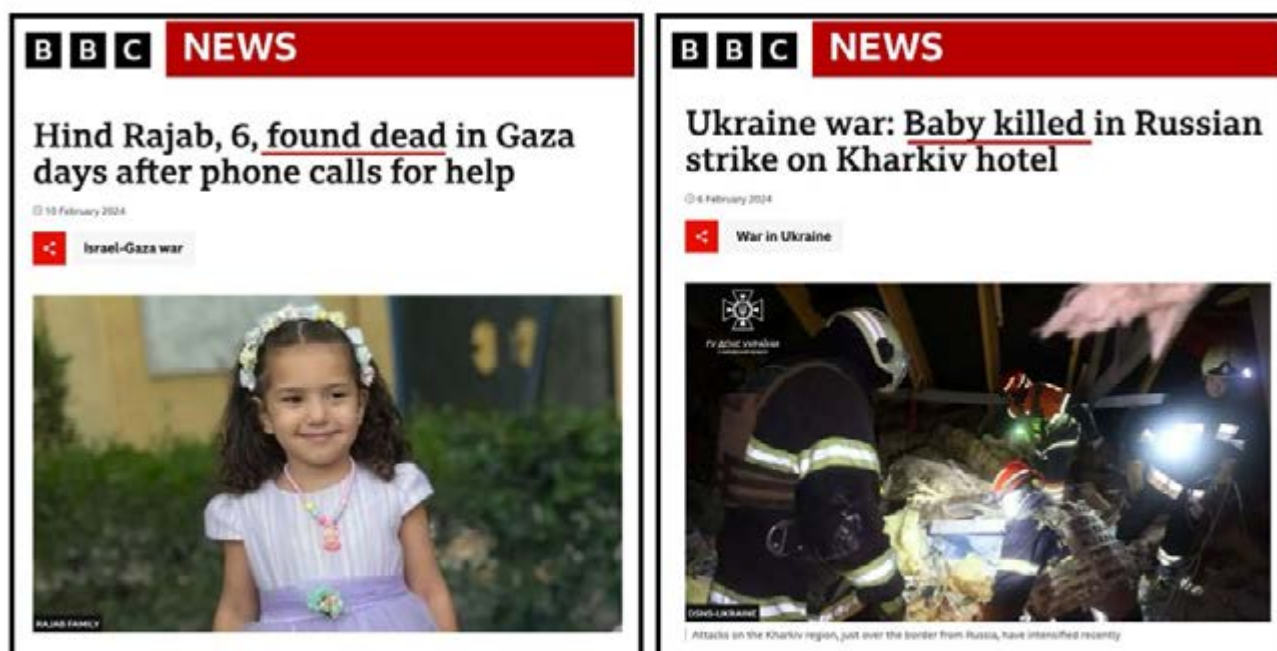 BBC NEWS
Hind Rajab, 6, found dead in Gaza
days after phone calls for help
10 February 2024
Israel-Gaza war
RAJAB FAMILY
BBC NEWS
Ukraine war: Baby killed in Russian
strike on Kharkiv hotel
6 February 2024
War in Ukraine
ГУ ДСНС УКРАЇНИ
DSNS-UKRAINE
Attacks on the Kharkiv region, just over the border from Russia, have intensified recently